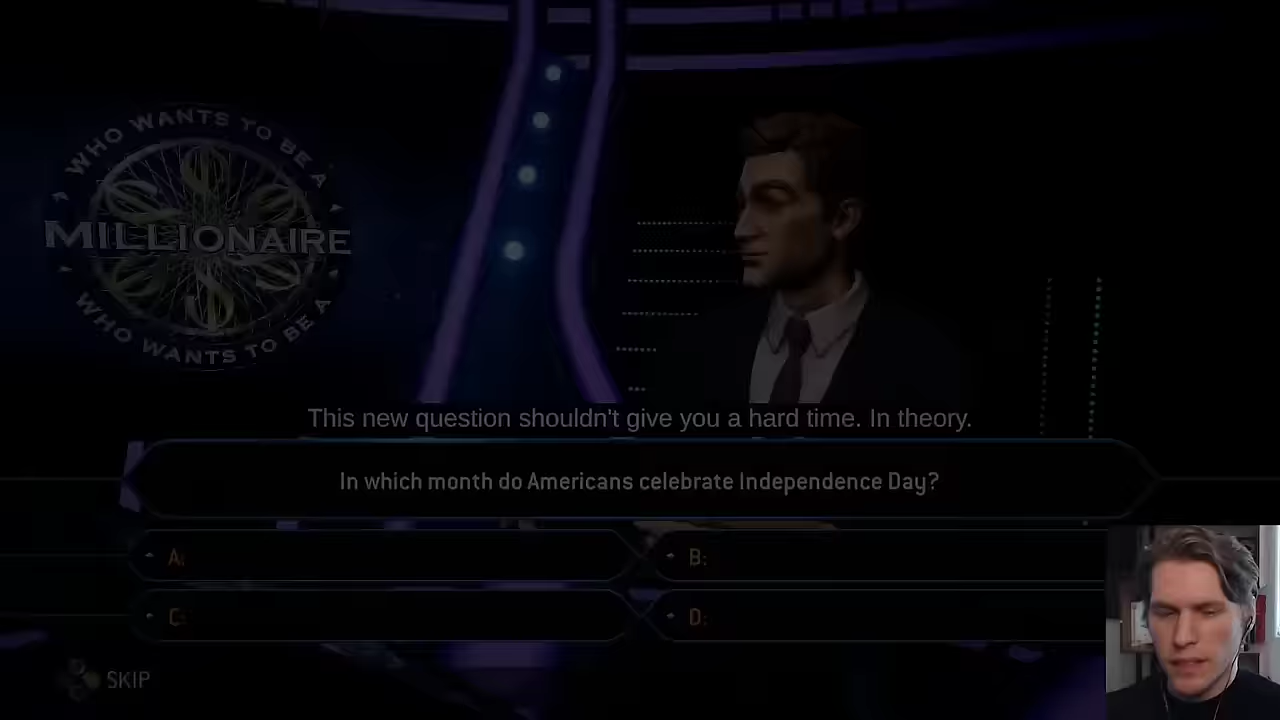 WHO WANTS TO BE A
MILLIONAIRE
WHO WANTS TO BE A
This new question shouldn't give you a hard time. In theory.
In which month do Americans celebrate Independence Day?
A:
B:
C:
D:
SKIP